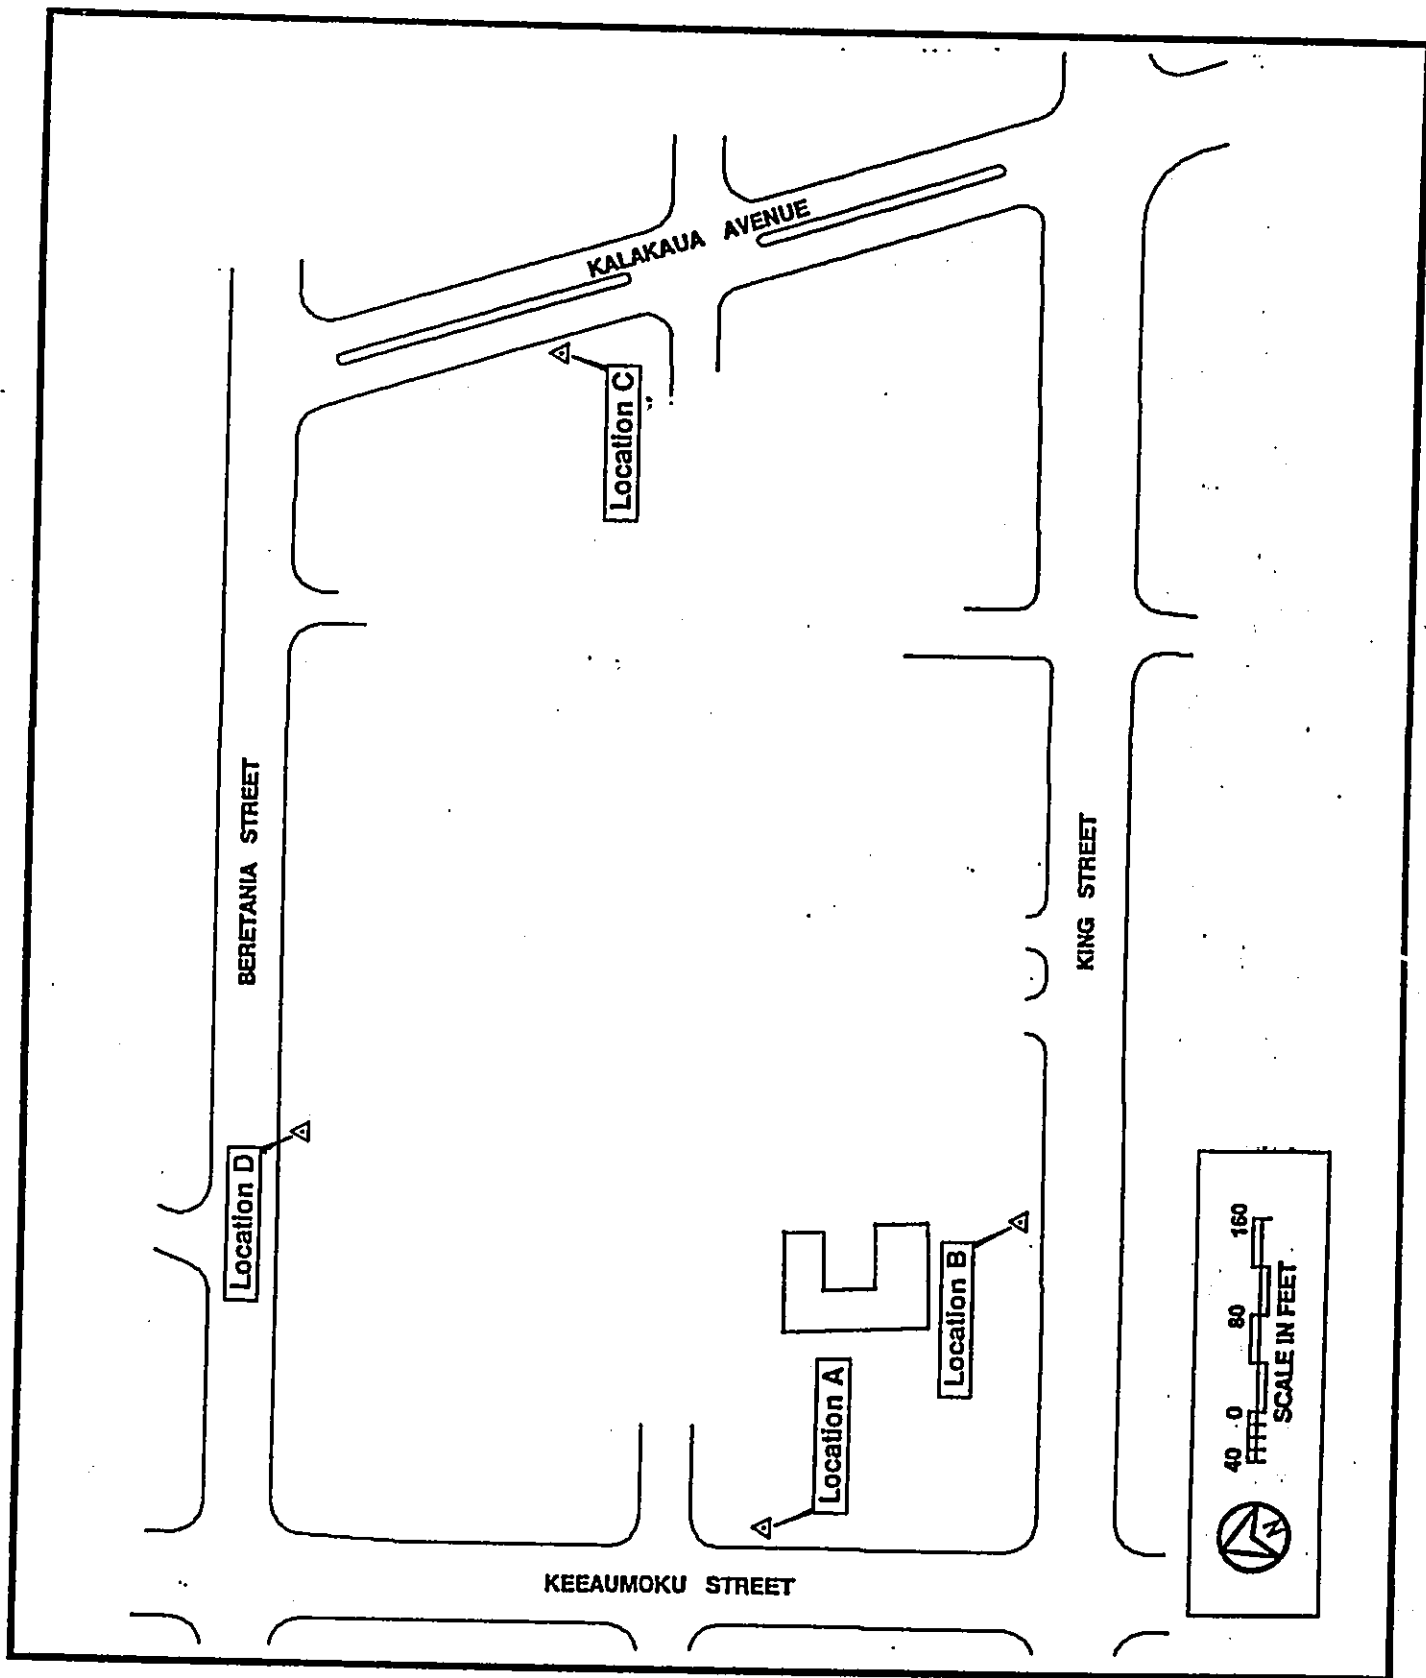 KALAKAUA AVENUE
Location C
BERETANIA STREET
KING STREET
Location D
Location B
Location A
KEEAUMOKU STREET
40 0 80 160
SCALE IN FEET
N